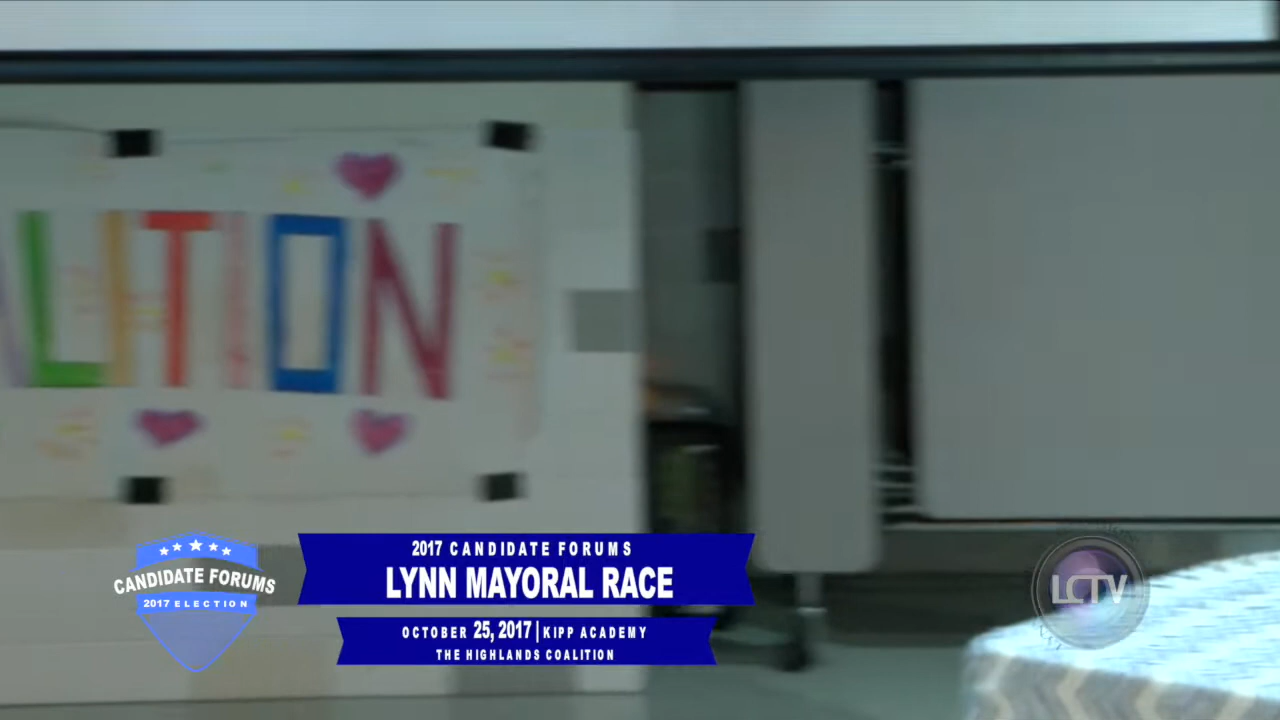 ALITION
CANDIDATE FORUMS
2017 ELECTION
2017 CANDIDATE FORUMS
LYNN MAYORAL RACE
OCTOBER 25, 2017 | KIPP ACADEMY
THE HIGHLANDS COALITION
LCTV